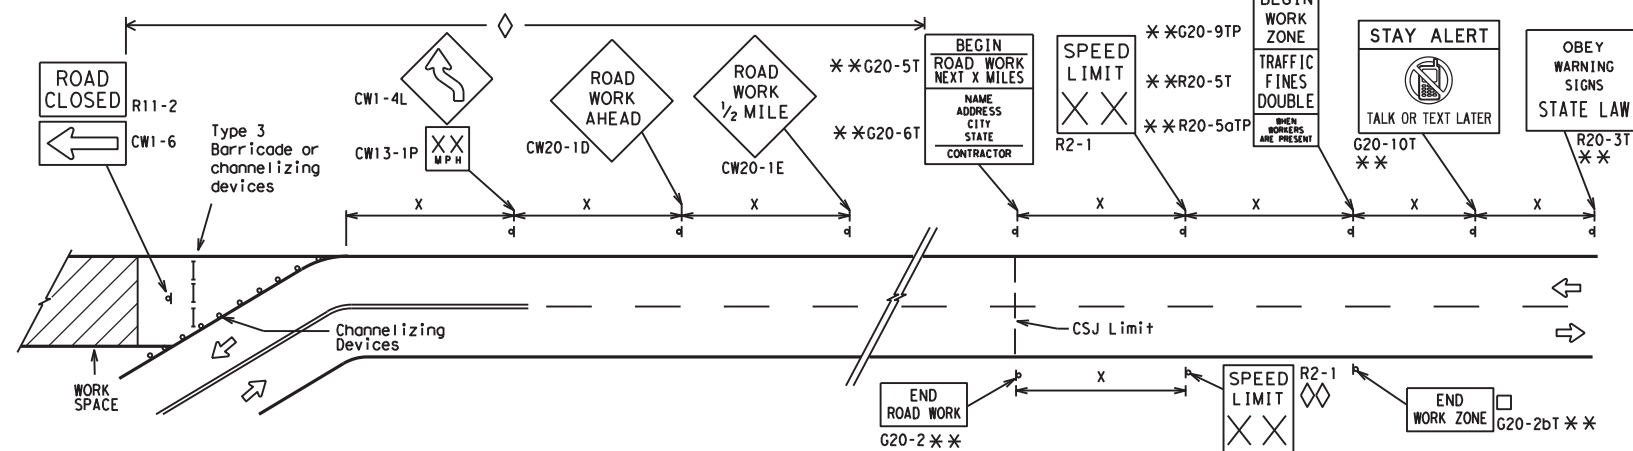 ROAD
CLOSED
R11-2
CW1-6
Type 3
Barricade or
channelizing
devices
CW1-4L
XX
MPH
CW13-1P
ROAD
WORK
AHEAD
CW20-1D
ROAD
WORK
1/2 MILE
CW20-1E
**G20-5T
**G20-6T
BEGIN
ROAD WORK
NEXT X MILES
NAME
ADDRESS
CITY
STATE
CONTRACTOR
SPEED
LIMIT
XX
R2-1
**G20-9TP
**R20-5T
**R20-5aTP
BEGIN
WORK
ZONE
TRAFFIC
FINES
DOUBLE
WHEN
WORKERS
ARE PRESENT
STAY ALERT
TALK OR TEXT LATER
G20-10T
**
OBEY
WARNING
SIGNS
STATE LAW
R20-3T
**
X
X
X
X
X
X
X
Channelizing
Devices
WORK
SPACE
CSJ Limit
END
ROAD WORK
G20-2**
X
SPEED
LIMIT
XX
R2-1
END
WORK ZONE
G20-2bT**